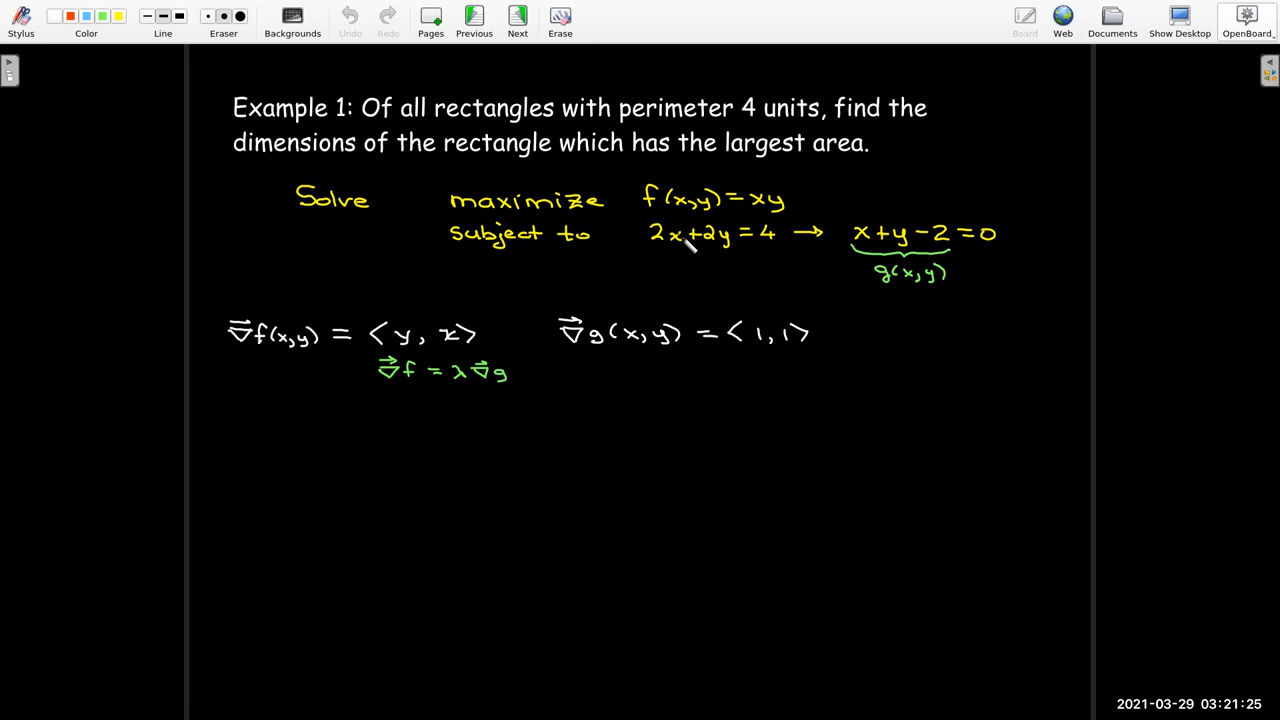 Stylus Color Line Eraser Backgrounds Undo Redo Pages Previous Next Erase Board Web Documents Show Desktop OpenBoard
Example 1: Of all rectangles with perimeter 4 units, find the
dimensions of the rectangle which has the largest area.
Solve maximize f(x,y) = xy
subject to 2x+2y = 4 → x+y-2 = 0
g(x,y)
∇⃗f(x,y) = <y, x> ∇⃗g(x,y) = <1,1>
∇⃗f = λ∇⃗g
2021-03-29 03:21:25